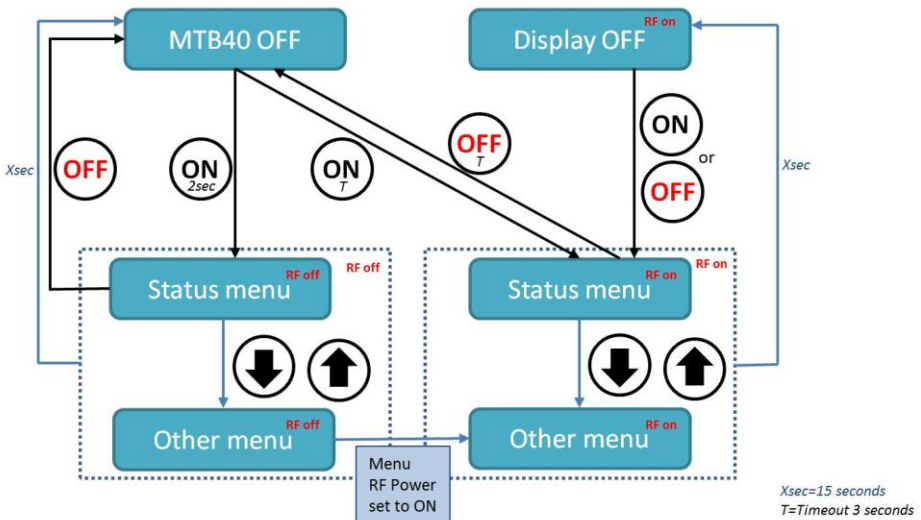 MTB40 OFF
Display OFF
RF on
OFF
ON
2sec
ON
T
OFF
T
ON
or
OFF
Xsec
Xsec
Status menu
RF off
RF off
Status menu
RF on
RF on
Other menu
RF off
Other menu
RF on
Menu
RF Power
set to ON
Xsec=15 seconds
T=Timeout 3 seconds